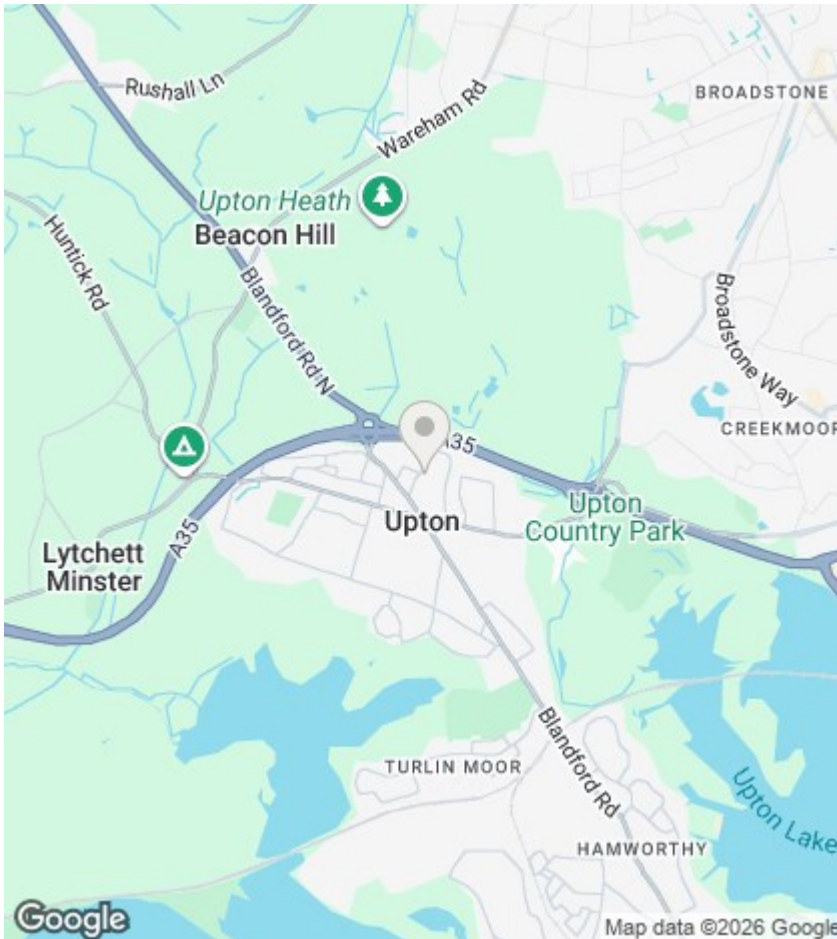 Rushall Ln
Wareham Rd
BROADSTONE
Upton Heath
Beacon Hill
Huntick Rd
Blandford Rd N
Broadstone Way
CREEKMOOR
A35
Upton
Upton
Country Park
A35
Lytchett
Minster
Blandford Rd
TURLIN MOOR
Upton Lake
HAMWORTHY
Google
Map data ©2026 Google